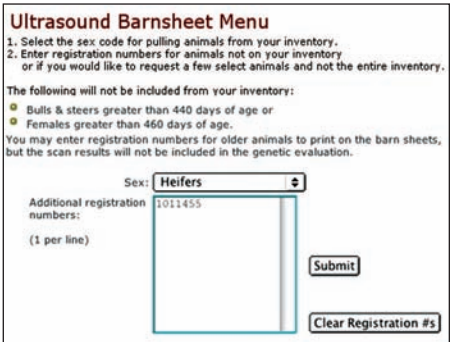 Ultrasound Barnsheet Menu
1. Select the sex code for pulling animals from your inventory.
2. Enter registration numbers for animals not on your inventory
or if you would like to request a few select animals and not the entire inventory.
The following will not be included from your inventory:
Bulls & steers greater than 440 days of age or
Females greater than 460 days of age.
You may enter registration numbers for older animals to print on the barn sheets,
but the scan results will not be included in the genetic evaluation.
Sex: Heifers
Additional registration numbers: 1011455
(1 per line)
Submit
Clear Registration #s